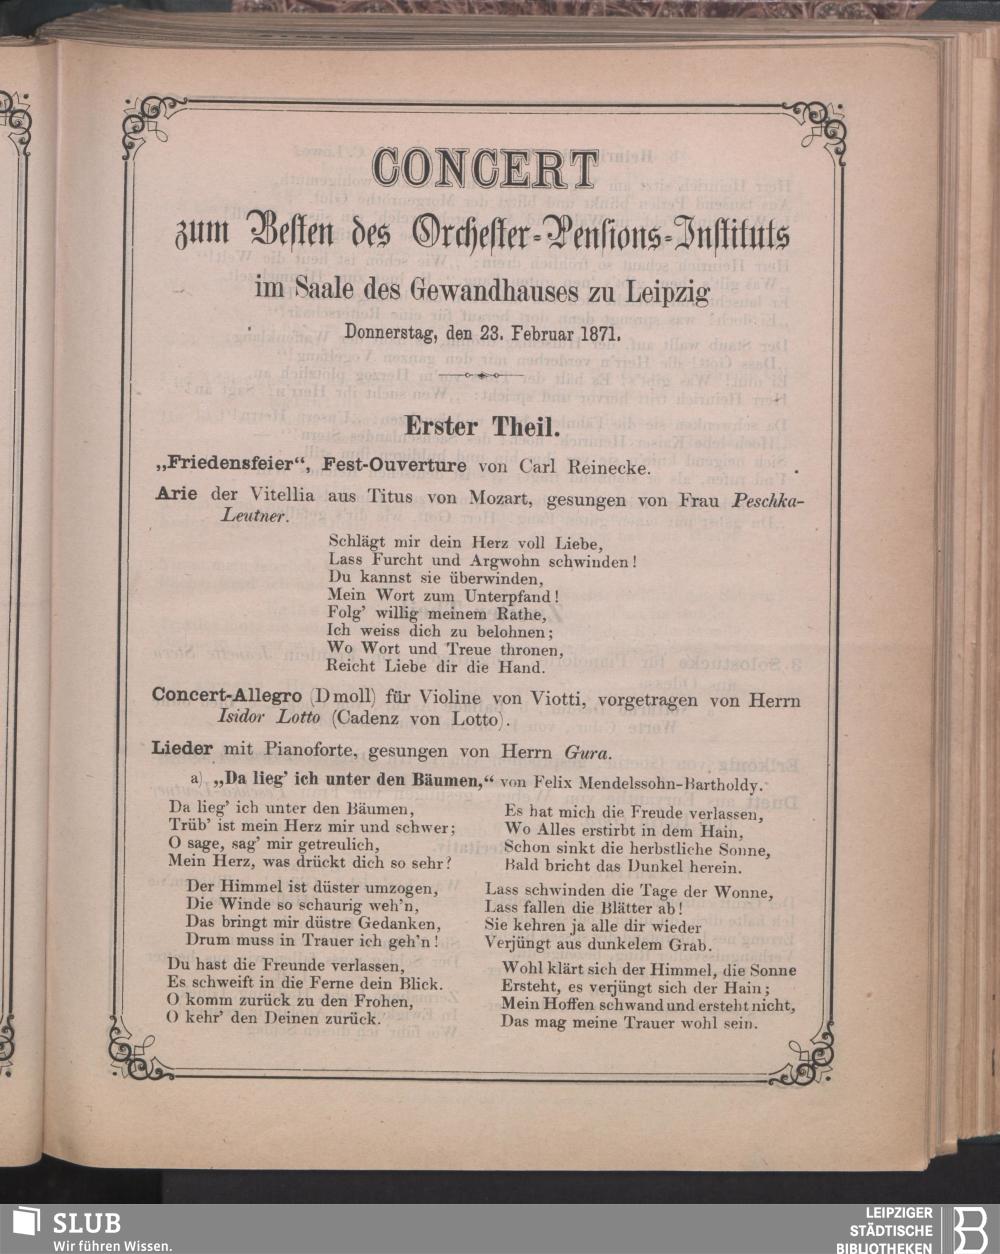 CONCERT
zum Besten des Orchester-Pensions-Instituts
im Saale des Gewandhauses zu Leipzig
Donnerstag, den 23. Februar 1871.
Erster Theil.
„Friedensfeier“, Fest-Ouverture von Carl Reinecke.
Arie der Vitellia aus Titus von Mozart, gesungen von Frau Peschka-
Leutner.
Schlägt mir dein Herz voll Liebe,
Lass Furcht und Argwohn schwinden!
Du kannst sie überwinden,
Mein Wort zum Unterpfand!
Folg' willig meinem Rathe,
Ich weiss dich zu belohnen;
Wo Wort und Treue thronen,
Reicht Liebe dir die Hand.
Concert-Allegro (D moll) für Violine von Viotti, vorgetragen von Herrn
Isidor Lotto (Cadenz von Lotto).
Lieder mit Pianoforte, gesungen von Herrn Gura.
a) „Da lieg' ich unter den Bäumen,“ von Felix Mendelssohn-Bartholdy.
Da lieg' ich unter den Bäumen,
Trüb' ist mein Herz mir und schwer;
O sage, sag' mir getreulich,
Mein Herz, was drückt dich so sehr?
Der Himmel ist düster umzogen,
Die Winde so schaurig weh'n,
Das bringt mir düstre Gedanken,
Drum muss in Trauer ich geh'n!
Du hast die Freunde verlassen,
Es schweift in die Ferne dein Blick.
O komm zurück zu den Frohen,
O kehr' den Deinen zurück.
Es hat mich die Freude verlassen,
Wo Alles erstirbt in dem Hain,
Schon sinkt die herbstliche Sonne,
Bald bricht das Dunkel herein.
Lass schwinden die Tage der Wonne,
Lass fallen die Blätter ab!
Sie kehren ja alle dir wieder
Verjüngt aus dunkelem Grab.
Wohl klärt sich der Himmel, die Sonne
Ersteht, es verjüngt sich der Hain;
Mein Hoffen schwand und ersteht nicht,
Das mag meine Trauer wohl sein.
SLUB
Wir führen Wissen.
LEIPZIGER
STÄDTISCHE
BIBLIOTHEKEN